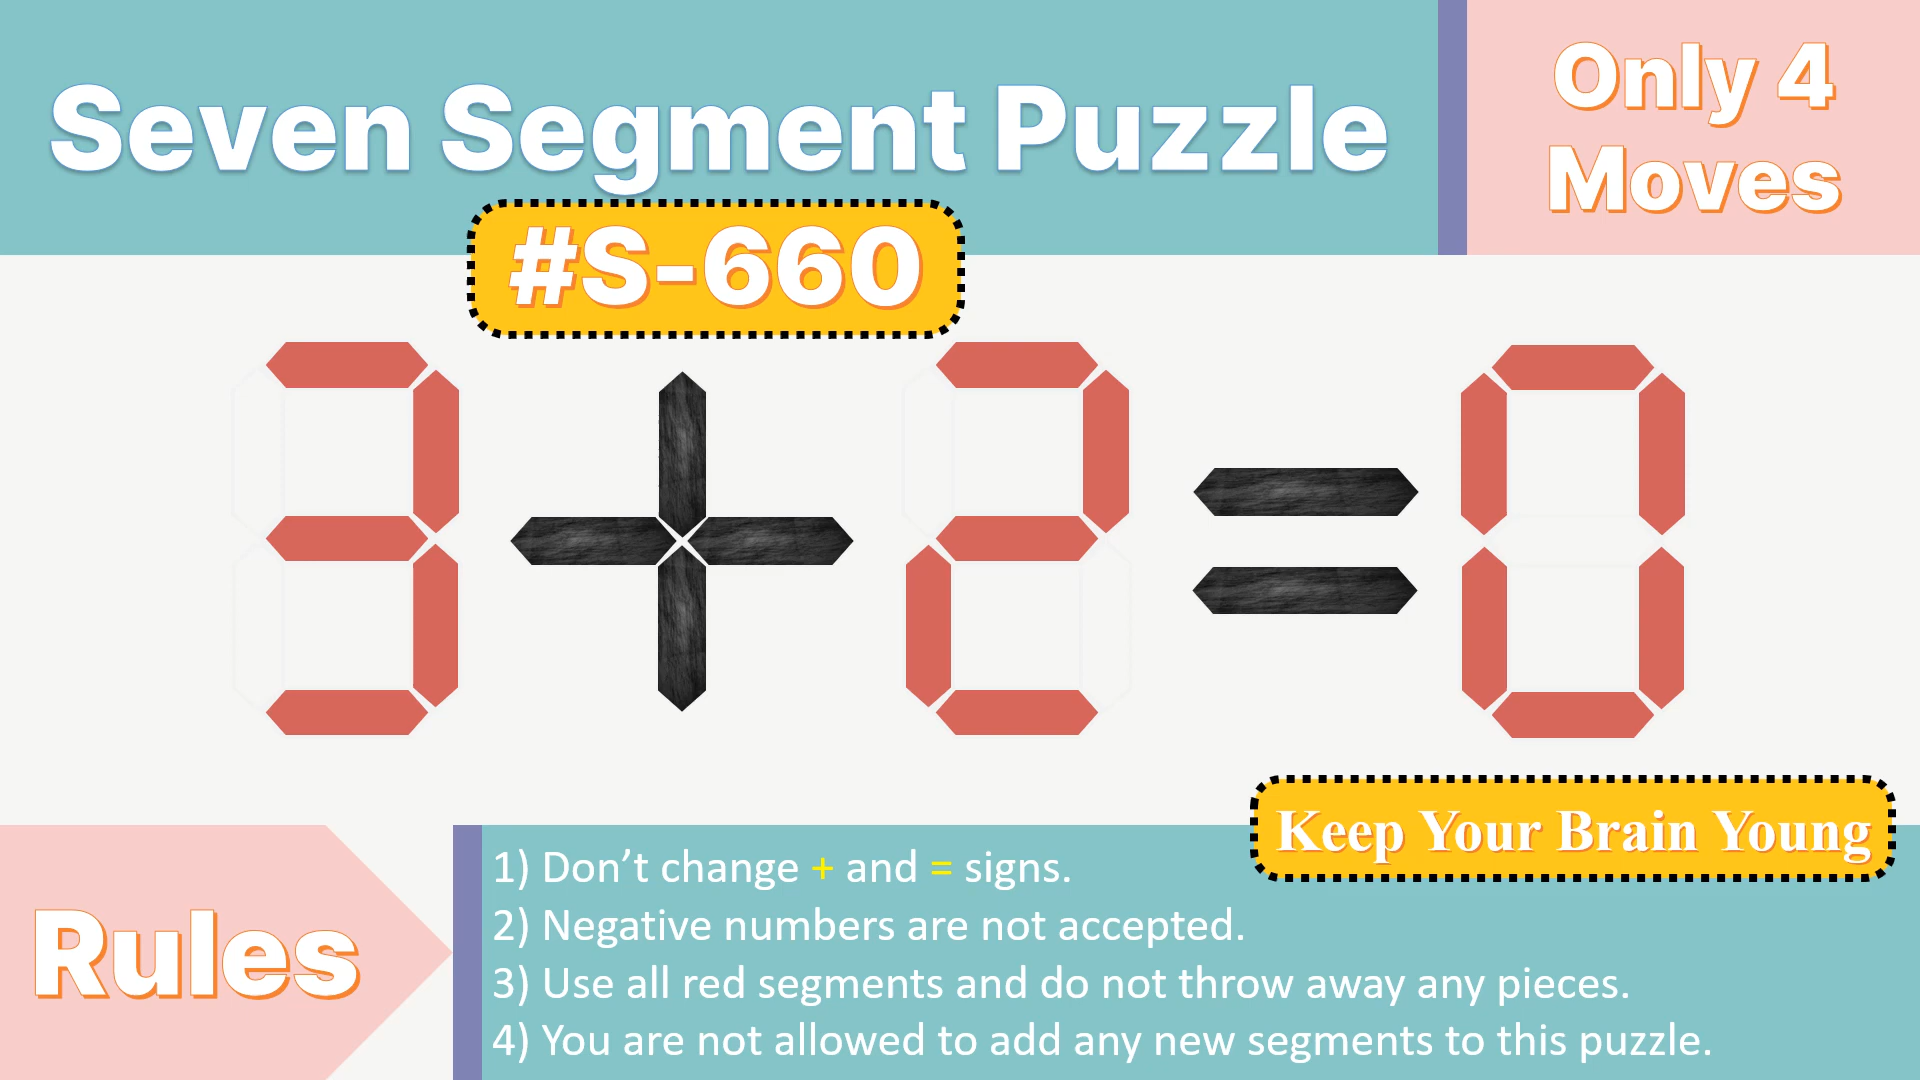 Seven Segment Puzzle
Only 4
Moves
#S-660
3 + 2 = 0
Keep Your Brain Young
Rules
1) Don’t change + and = signs.
2) Negative numbers are not accepted.
3) Use all red segments and do not throw away any pieces.
4) You are not allowed to add any new segments to this puzzle.